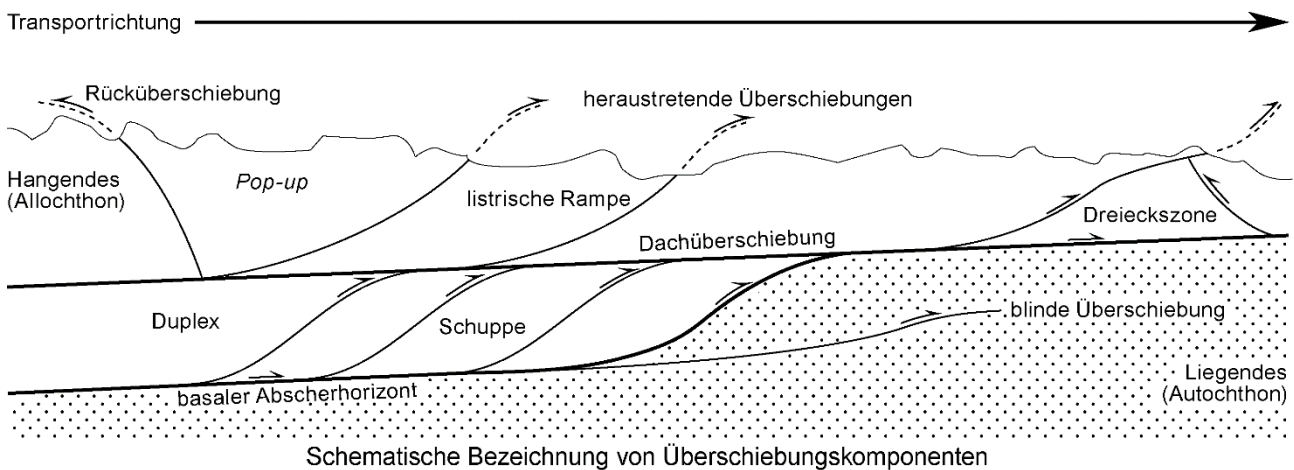 Transportrichtung
Rücküberschiebung
heraustretende Überschiebungen
Hangendes
(Allochthon)
Pop-up
listrische Rampe
Dreieckszone
Dachüberschiebung
Duplex
Schuppe
blinde Überschiebung
basaler Abscherhorizont
Liegendes
(Autochthon)
Schematische Bezeichnung von Überschiebungskomponenten